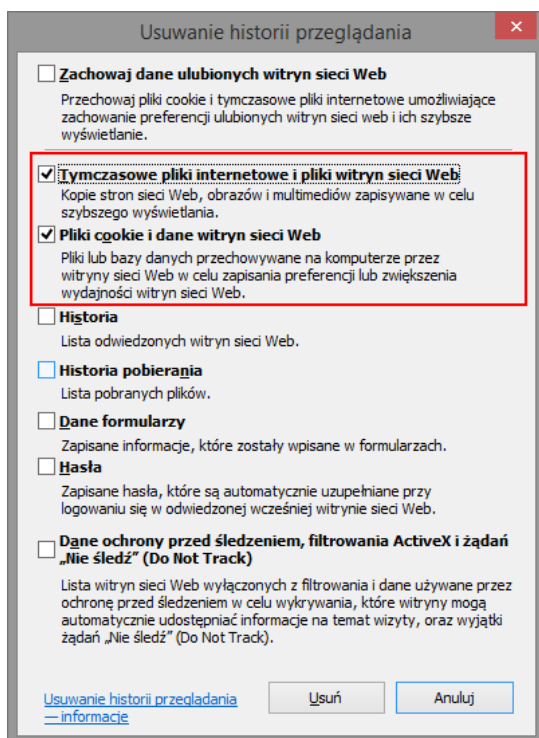 Usuwanie historii przeglądania
Zachowaj dane ulubionych witryn sieci Web
Przechowaj pliki cookie i tymczasowe pliki internetowe umożliwiające
zachowanie preferencji ulubionych witryn sieci web i ich szybsze
wyświetlanie.
Tymczasowe pliki internetowe i pliki witryn sieci Web
Kopie stron sieci Web, obrazów i multimediów zapisywane w celu
szybszego wyświetlania.
Pliki cookie i dane witryn sieci Web
Pliki lub bazy danych przechowywane na komputerze przez
witryny sieci Web w celu zapisania preferencji lub zwiększenia
wydajności witryn sieci Web.
Historia
Lista odwiedzonych witryn sieci Web.
Historia pobierania
Lista pobranych plików.
Dane formularzy
Zapisane informacje, które zostały wpisane w formularzach.
Hasła
Zapisane hasła, które są automatycznie uzupełniane przy
logowaniu się w odwiedzonej wcześniej witrynie sieci Web.
Dane ochrony przed śledzeniem, filtrowania ActiveX i żądań
„Nie śledź” (Do Not Track)
Lista witryn sieci Web wyłączonych z filtrowania i dane używane przez
ochronę przed śledzeniem w celu wykrywania, które witryny mogą
automatycznie udostępniać informacje na temat wizyty, oraz wyjątki
żądań „Nie śledź” (Do Not Track).
Usuwanie historii przeglądania
— informacje
Usuń
Anuluj